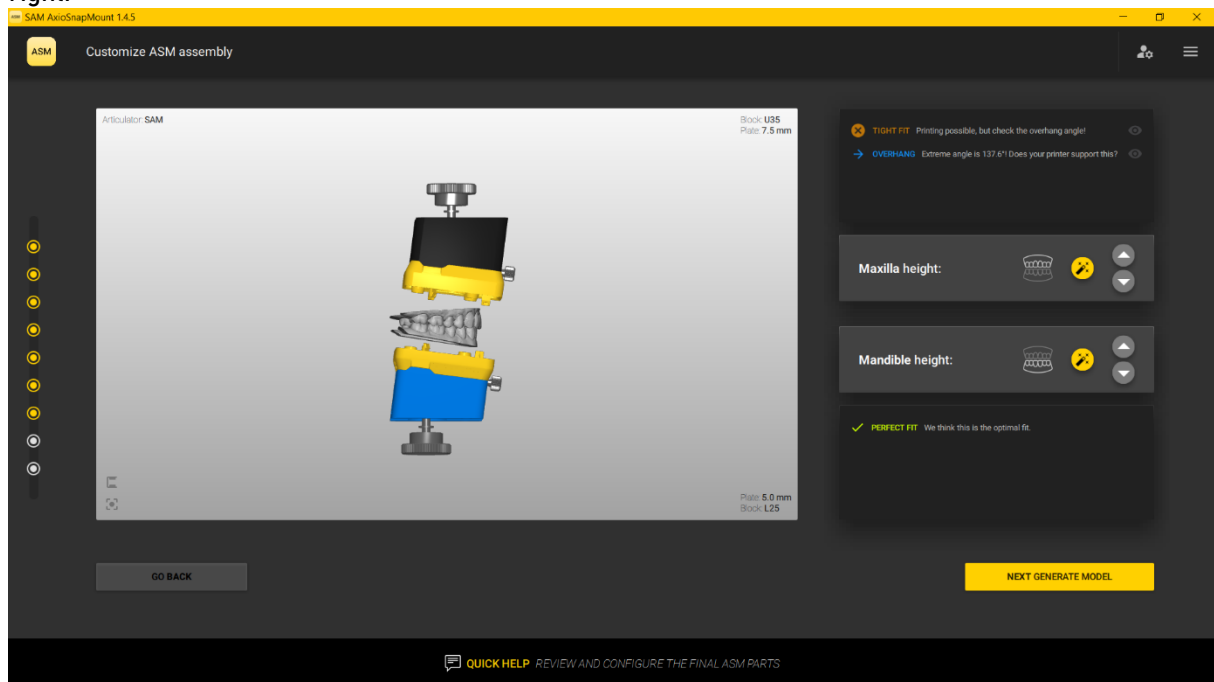 right.
SAM AxioSnapMount 1.4.5
ASM
Customize ASM assembly
Articulator: SAM
Block: U35
Plate: 7.5 mm
TIGHT FIT Printing possible, but check the overhang angle!
OVERHANG Extreme angle is 137.6°! Does your printer support this?
Maxilla height:
Mandible height:
PERFECT FIT We think this is the optimal fit.
Plate: 5.0 mm
Block: L25
GO BACK
NEXT GENERATE MODEL
QUICK HELP REVIEW AND CONFIGURE THE FINAL ASM PARTS